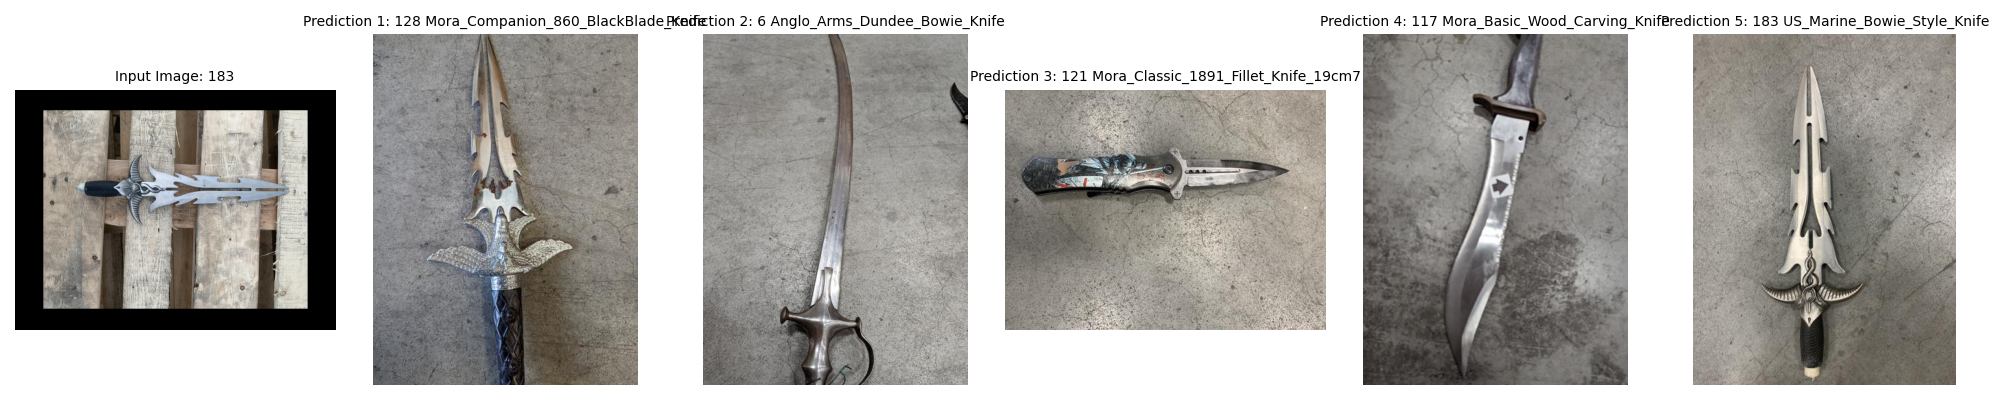 Input Image: 183
Prediction 1: 128 Mora_Companion_860_BlackBlade_Knife
Prediction 2: 6 Anglo_Arms_Dundee_Bowie_Knife
Prediction 3: 121 Mora_Classic_1891_Fillet_Knife_19cm7
Prediction 4: 117 Mora_Basic_Wood_Carving_Knife
Prediction 5: 183 US_Marine_Bowie_Style_Knife